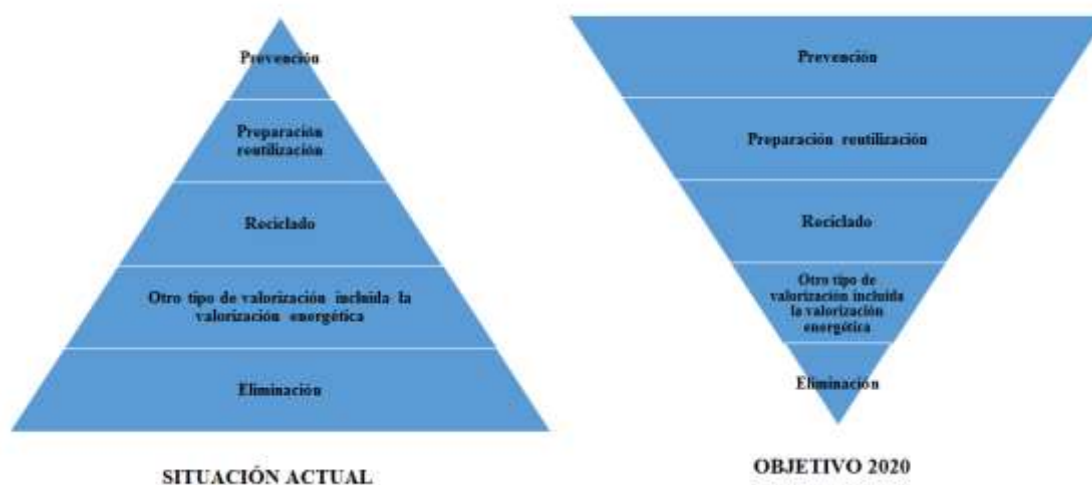 Prevención
Preparación
reutilización
Reciclado
Otro tipo de valorización incluida la
valorización energética
Eliminación
SITUACIÓN ACTUAL
Prevención
Preparación reutilización
Reciclado
Otro tipo de
valorización incluida
la valorización
energética
Eliminación
OBJETIVO 2020